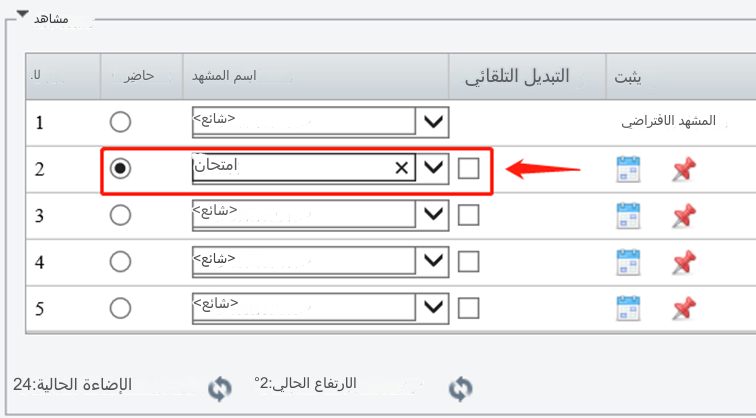 مشاهد
لا. حاضِر اسم المشهد التبديل التلقائي يثبت
1 <شائع> المشهد الافتراضي
2 امتحان
3 <شائع>
4 <شائع>
5 <شائع>
الإضاءة الحالية:24 الارتفاع الحالي:2°